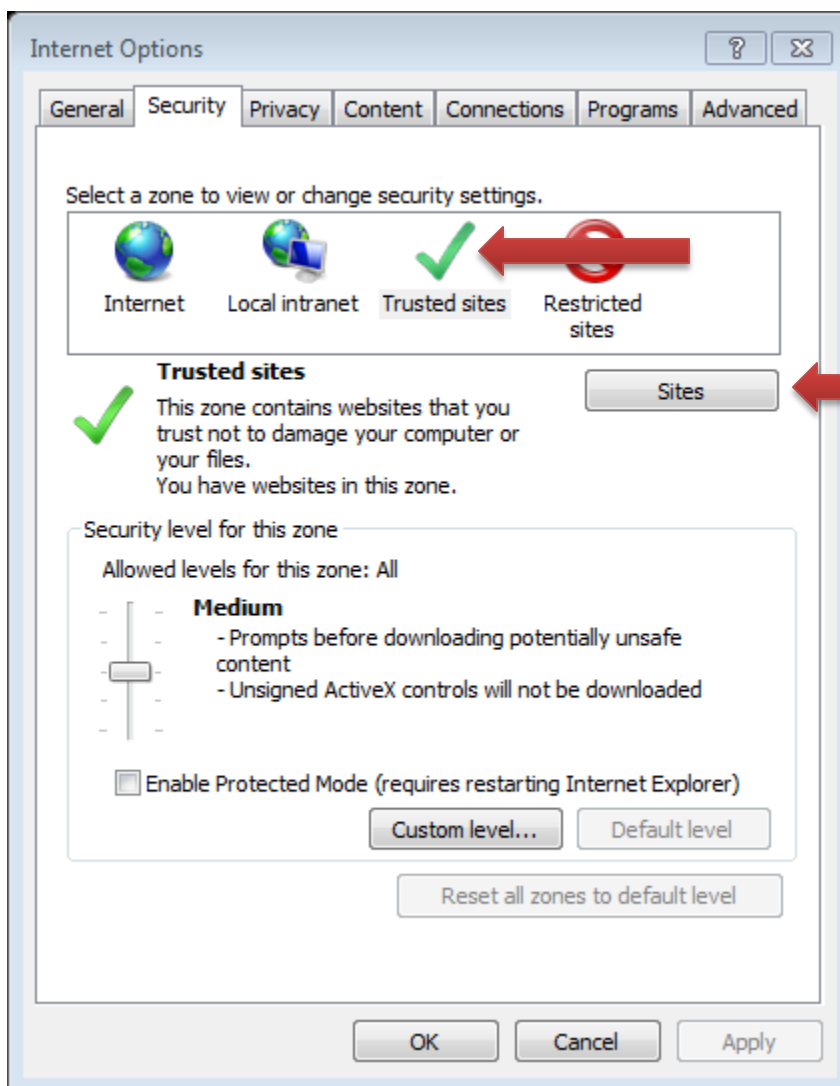 Internet Options
General Security Privacy Content Connections Programs Advanced
Select a zone to view or change security settings.
Internet Local intranet Trusted sites Restricted
sites
Trusted sites
Sites
This zone contains websites that you
trust not to damage your computer or
your files.
You have websites in this zone.
Security level for this zone
Allowed levels for this zone: All
Medium
- Prompts before downloading potentially unsafe
content
- Unsigned ActiveX controls will not be downloaded
Enable Protected Mode (requires restarting Internet Explorer)
Custom level... Default level
Reset all zones to default level
OK Cancel Apply